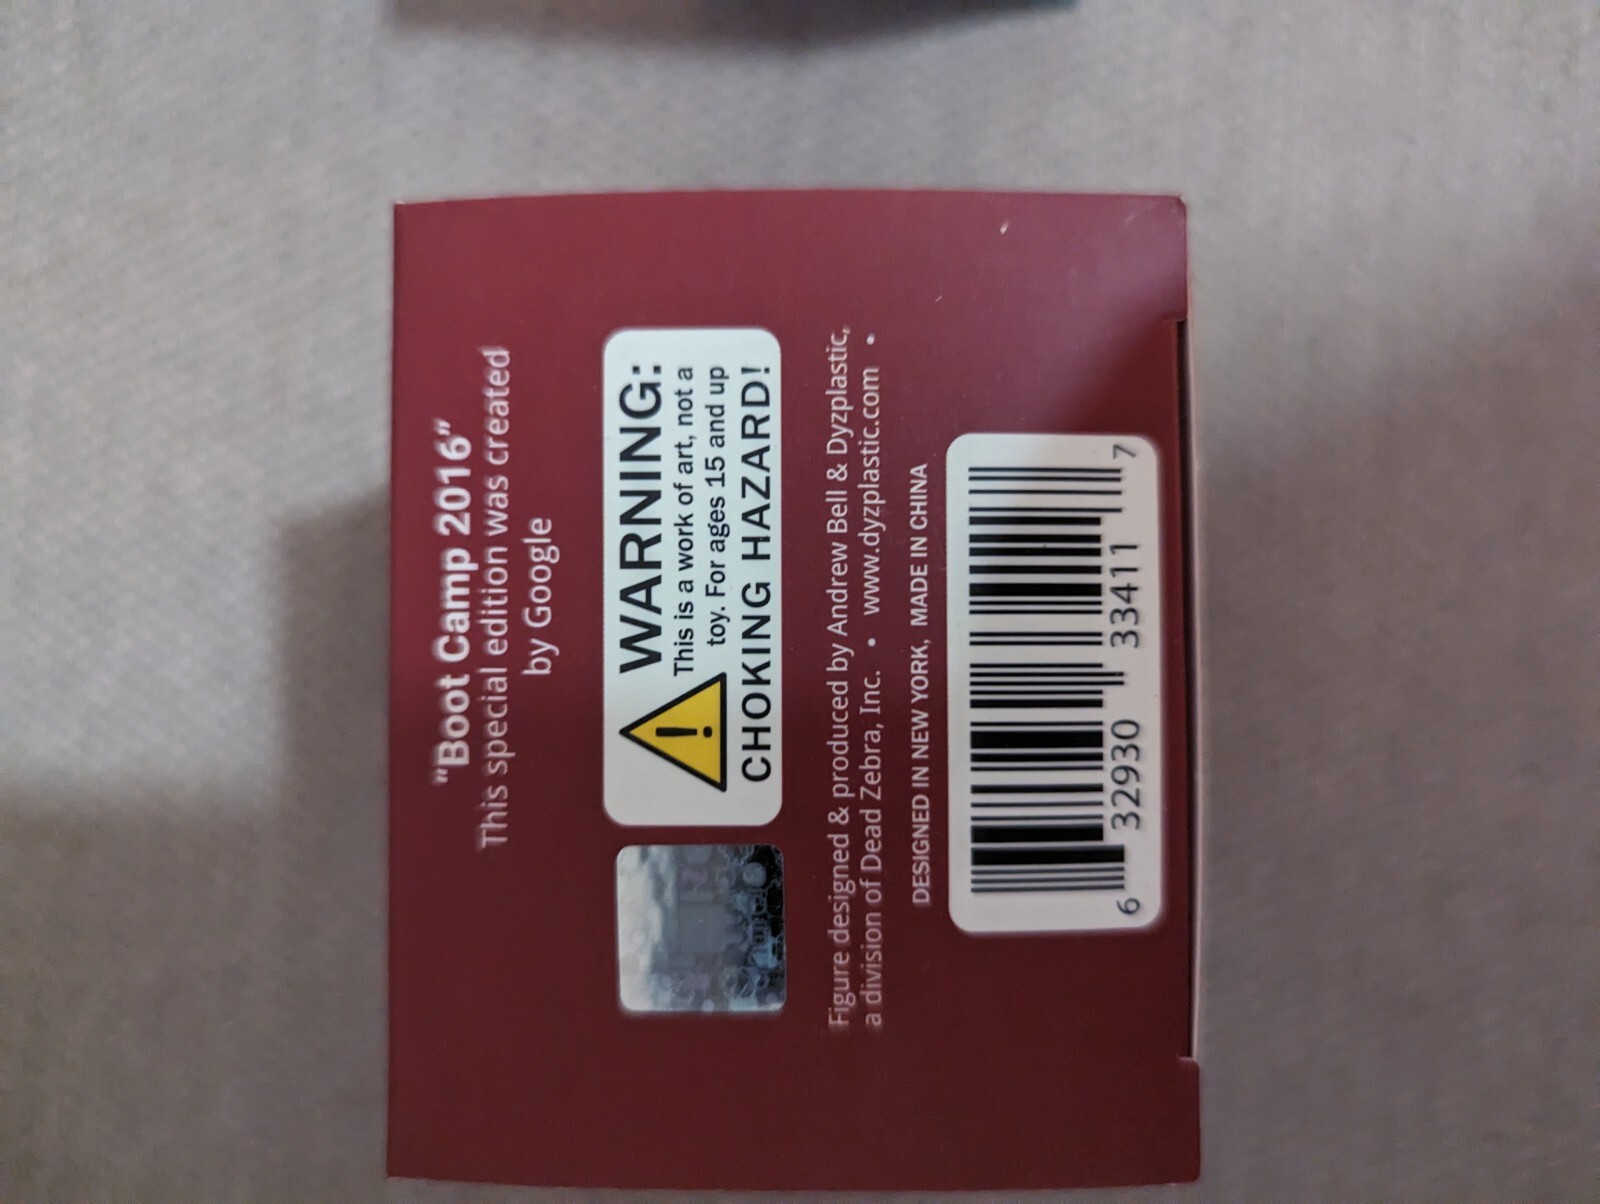 "Boot Camp 2016"
This special edition was created
by Google
WARNING:
This is a work of art, not a
toy. For ages 15 and up
CHOKING HAZARD!
Figure designed & produced by Andrew Bell & Dyzplastic,
a division of Dead Zebra, Inc. • www.dyzplastic.com •
DESIGNED IN NEW YORK, MADE IN CHINA
6 32930 33411 7